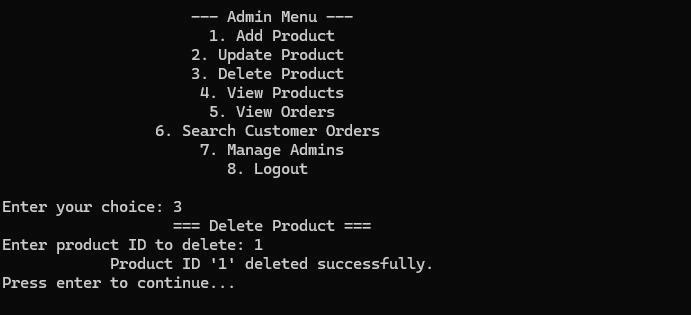 --- Admin Menu ---
1. Add Product
2. Update Product
3. Delete Product
4. View Products
5. View Orders
6. Search Customer Orders
7. Manage Admins
8. Logout
Enter your choice: 3
=== Delete Product ===
Enter product ID to delete: 1
Product ID '1' deleted successfully.
Press enter to continue...